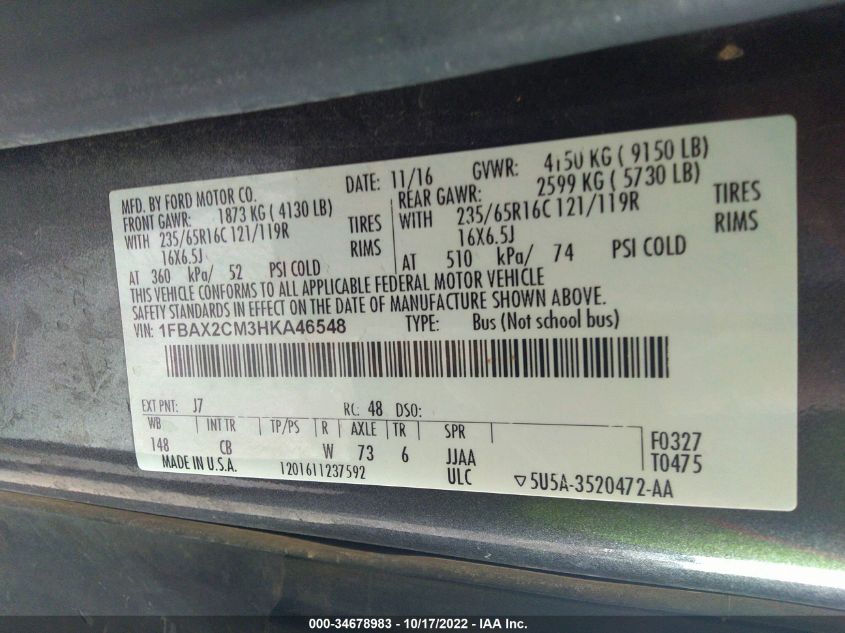 MFD. BY FORD MOTOR CO. DATE: 11/16 GVWR: 4150 KG ( 9150 LB)
FRONT GAWR: 1873 KG ( 4130 LB) REAR GAWR: 2599 KG ( 5730 LB)
WITH 235/65R16C 121/119R TIRES WITH 235/65R16C 121/119R TIRES
16X6.5J RIMS 16X6.5J RIMS
AT 360 kPa/ 52 PSI COLD AT 510 kPa/ 74 PSI COLD
THIS VEHICLE CONFORMS TO ALL APPLICABLE FEDERAL MOTOR VEHICLE
SAFETY STANDARDS IN EFFECT ON THE DATE OF MANUFACTURE SHOWN ABOVE.
VIN: 1FBAX2CM3HKA46548 TYPE: Bus (Not school bus)
EXT PNT: J7 RC: 48 DSO:
WB INT TR TP/PS R AXLE TR SPR F0327
148 CB W 73 6 JJAA T0475
MADE IN U.S.A. 1201611237592 ULC ▽5U5A-3520472-AA
000-34678983 - 10/17/2022 - IAA Inc.